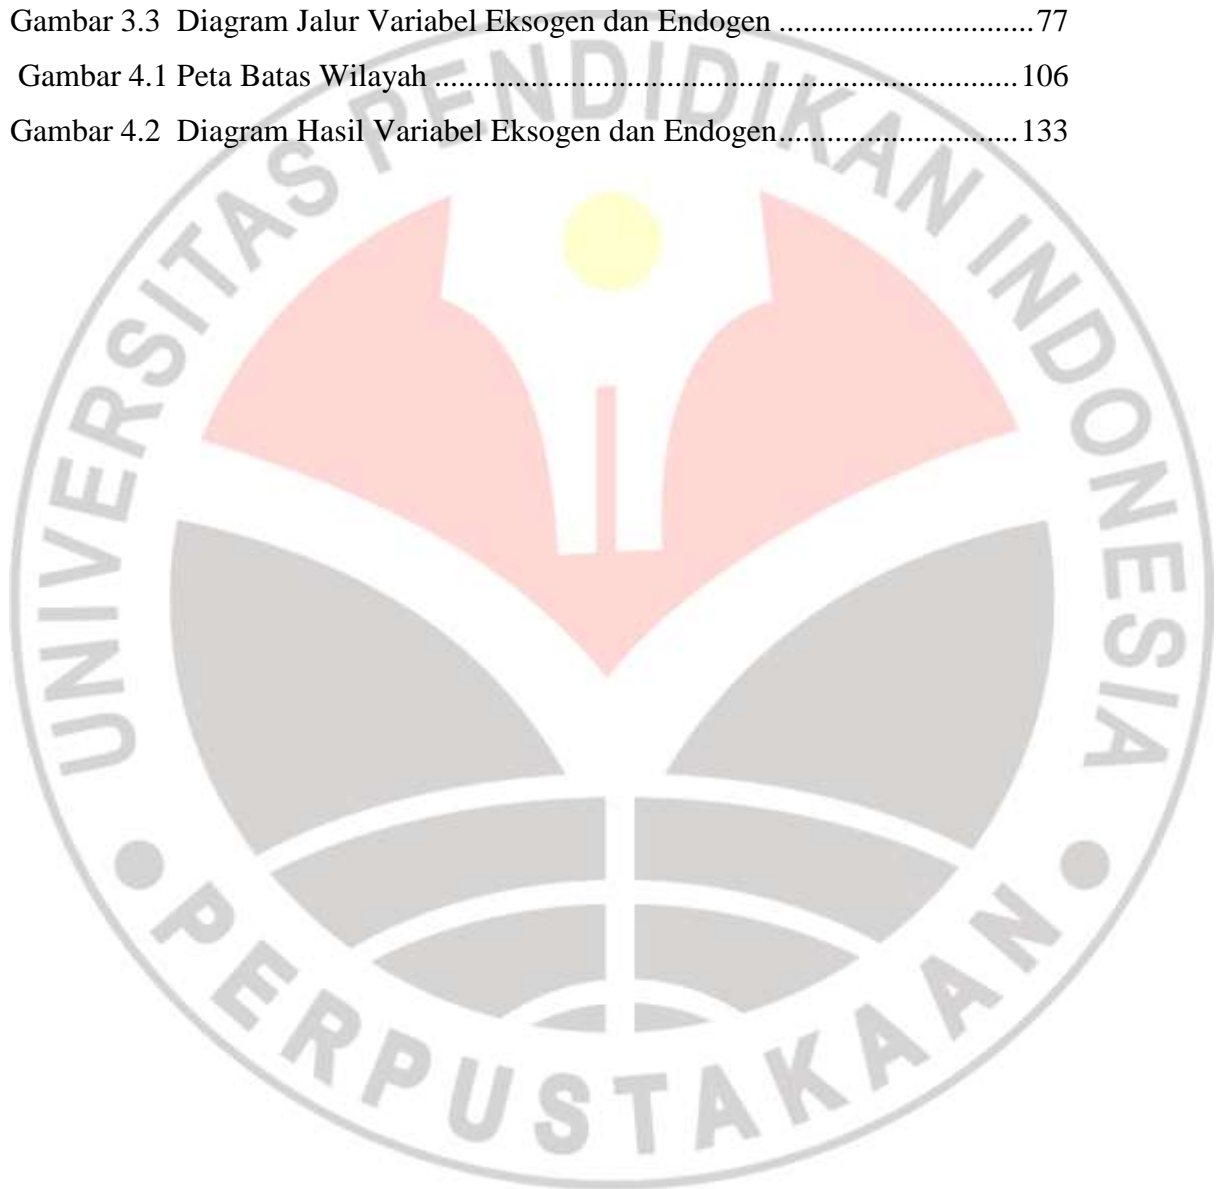 Gambar 3.3  Diagram Jalur Variabel Eksogen dan Endogen ................................ 77
Gambar 4.1 Peta Batas Wilayah ......................................................................... 106
Gambar 4.2  Diagram Hasil Variabel Eksogen dan Endogen.............................. 133
UNIVERSITAS PENDIDIKAN INDONESIA
PERPUSTAKAAN